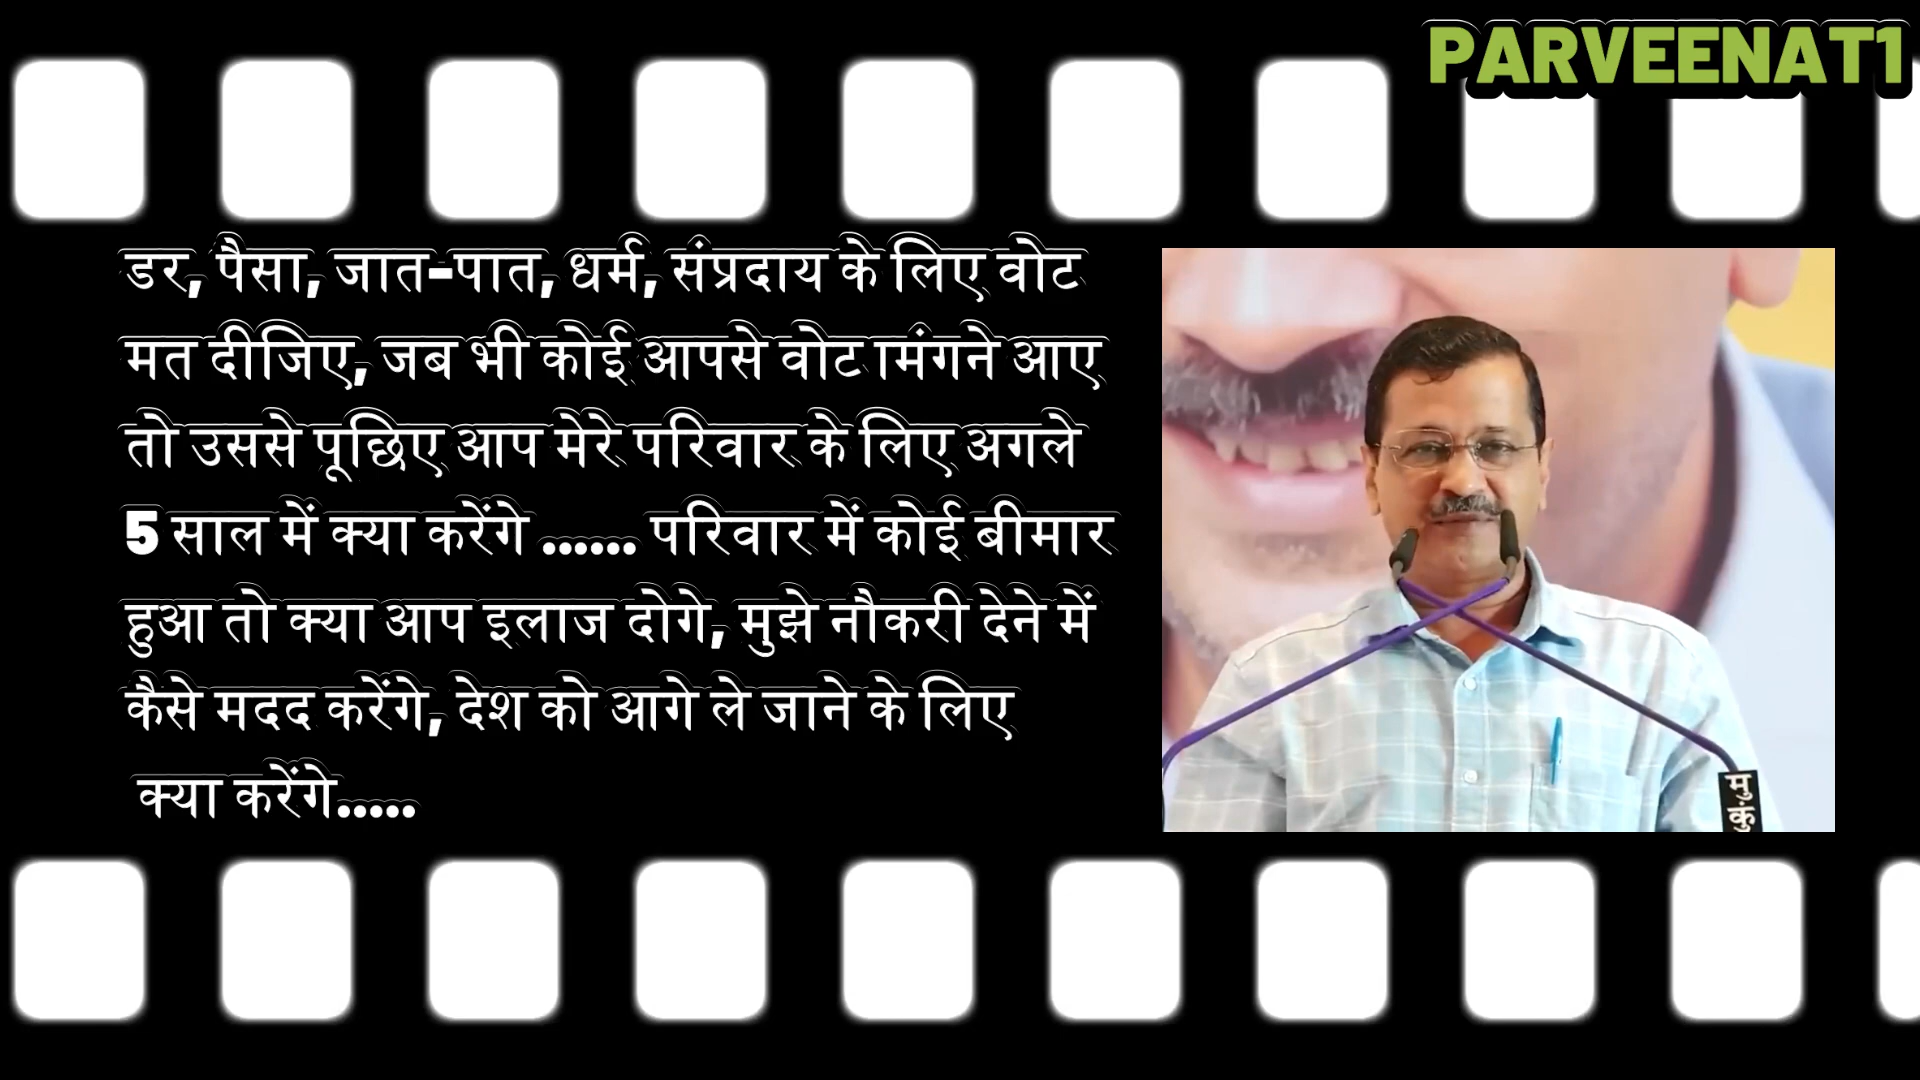 PARVEENAT1
डर, पैसा, जात-पात, धर्म, संप्रदाय के लिए वोट
मत दीजिए, जब भी कोई आपसे वोट ामंगने आए
तो उससे पूछिए आप मेरे परिवार के लिए अगले
5 साल में क्या करेंगे ...... परिवार में कोई बीमार
हुआ तो क्या आप इलाज दोगे, मुझे नौकरी देने में
कैसे मदद करेंगे, देश को आगे ले जाने के लिए
क्या करेंगे.....